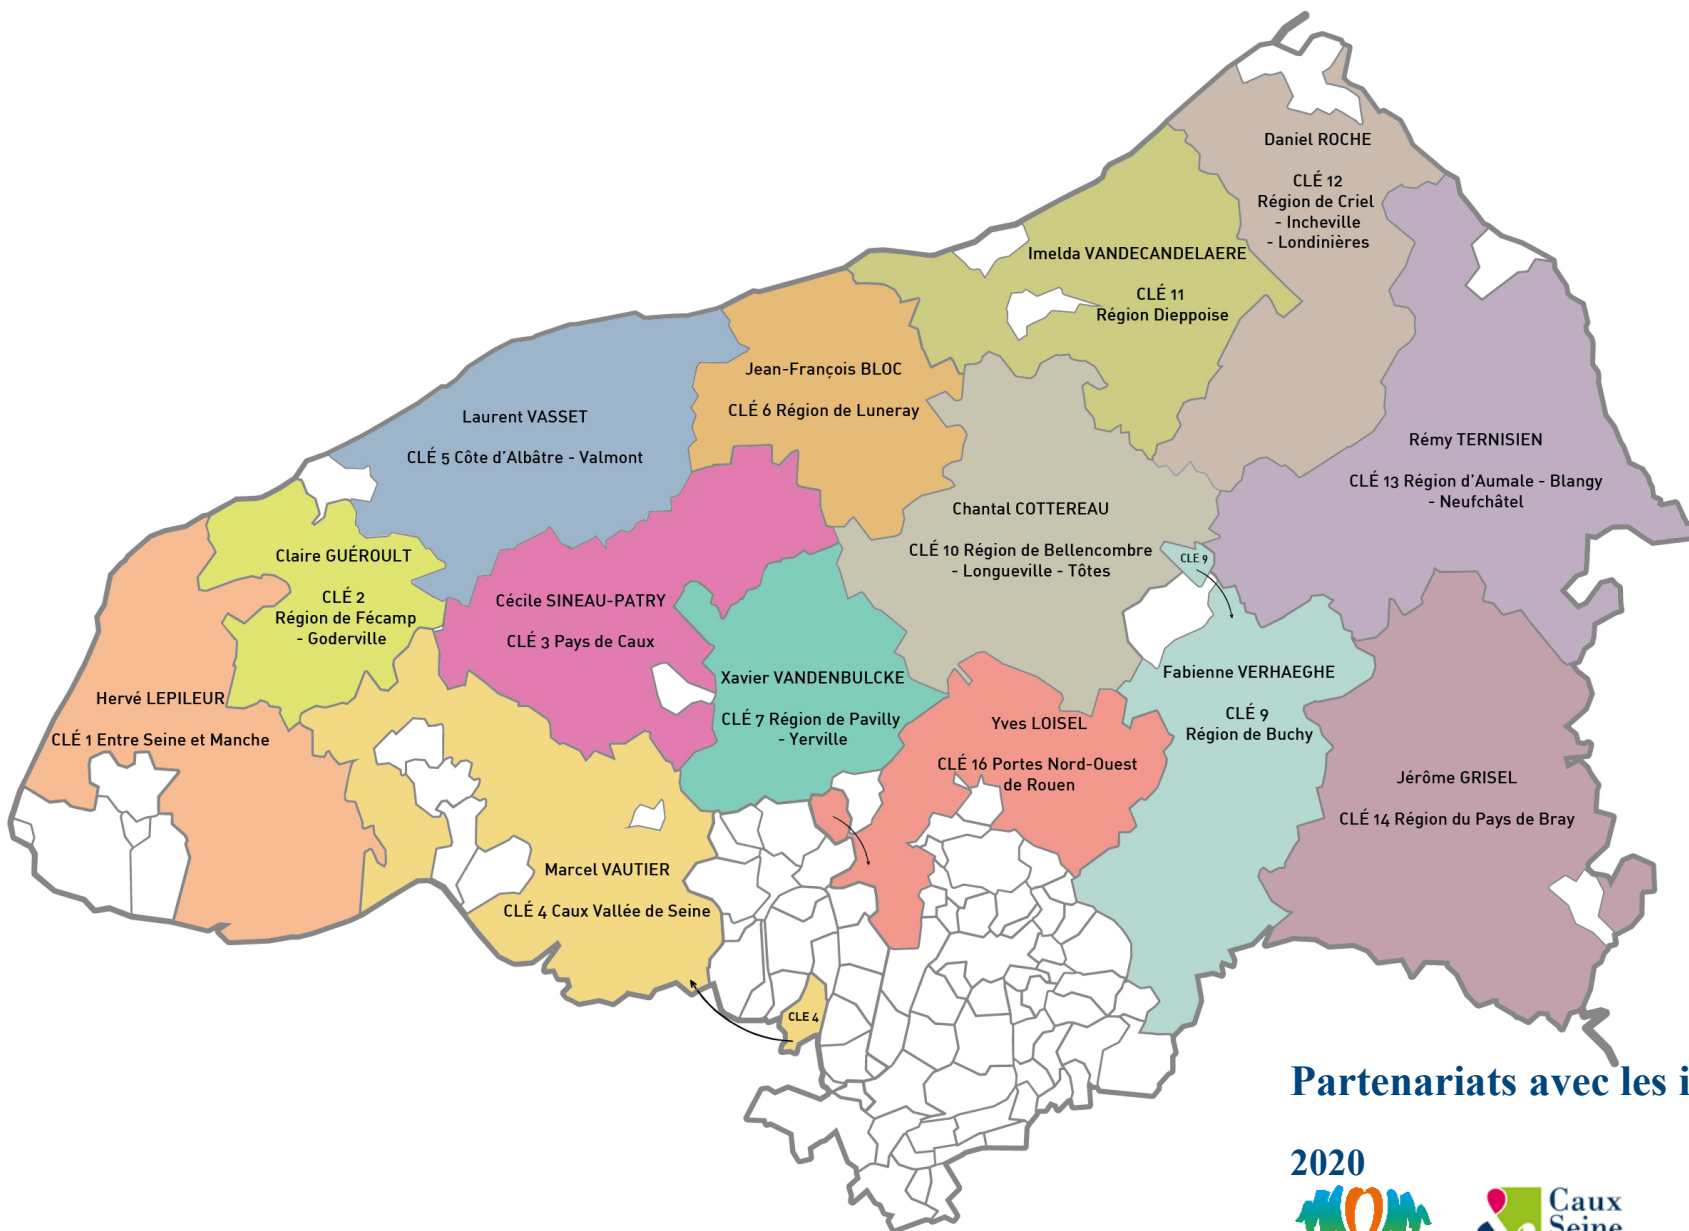 Daniel ROCHE
CLÉ 12
Région de Criel
- Incheville
- Londinières
Imelda VANDECANDELAERE
CLÉ 11
Région Dieppoise
Jean-François BLOC
CLÉ 6 Région de Luneray
Laurent VASSET
CLÉ 5 Côte d'Albâtre - Valmont
Rémy TERNISIEN
CLÉ 13 Région d'Aumale - Blangy
- Neufchâtel
Chantal COTTEREAU
CLÉ 10 Région de Bellencombre
- Longueville - Tôtes
CLE 9
Claire GUÉROULT
CLÉ 2
Région de Fécamp
- Goderville
Cécile SINEAU-PATRY
CLÉ 3 Pays de Caux
Xavier VANDENBULCKE
CLÉ 7 Région de Pavilly
- Yerville
Fabienne VERHAEGHE
CLÉ 9
Région de Buchy
Hervé LEPILEUR
CLÉ 1 Entre Seine et Manche
Yves LOISEL
CLÉ 16 Portes Nord-Ouest
de Rouen
Jérôme GRISEL
CLÉ 14 Région du Pays de Bray
Marcel VAUTIER
CLÉ 4 Caux Vallée de Seine
CLE 4
Partenariats avec les i
2020
Caux
Seine